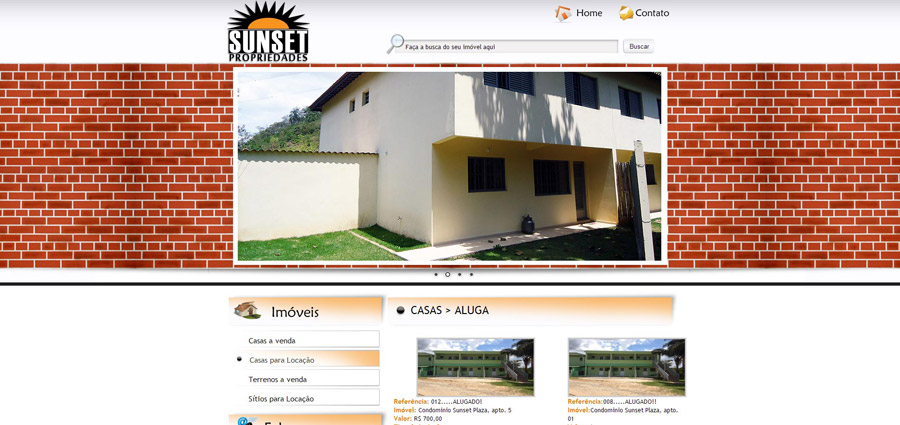 SUNSET
PROPRIEDADES
Home
Contato
Faça a busca do seu imóvel aqui
Buscar
Imóveis
Casas a venda
Casas para Locação
Terrenos a venda
Sítios para Locação
CASAS > ALUGA
Referência: 012.....ALUGADO!!
Imóvel: Condomínio Sunset Plaza, apto. 5
Valor: R$ 700,00
Referência:008.....ALUGADO!!
Imóvel:Condomínio Sunset Plaza, apto.
01